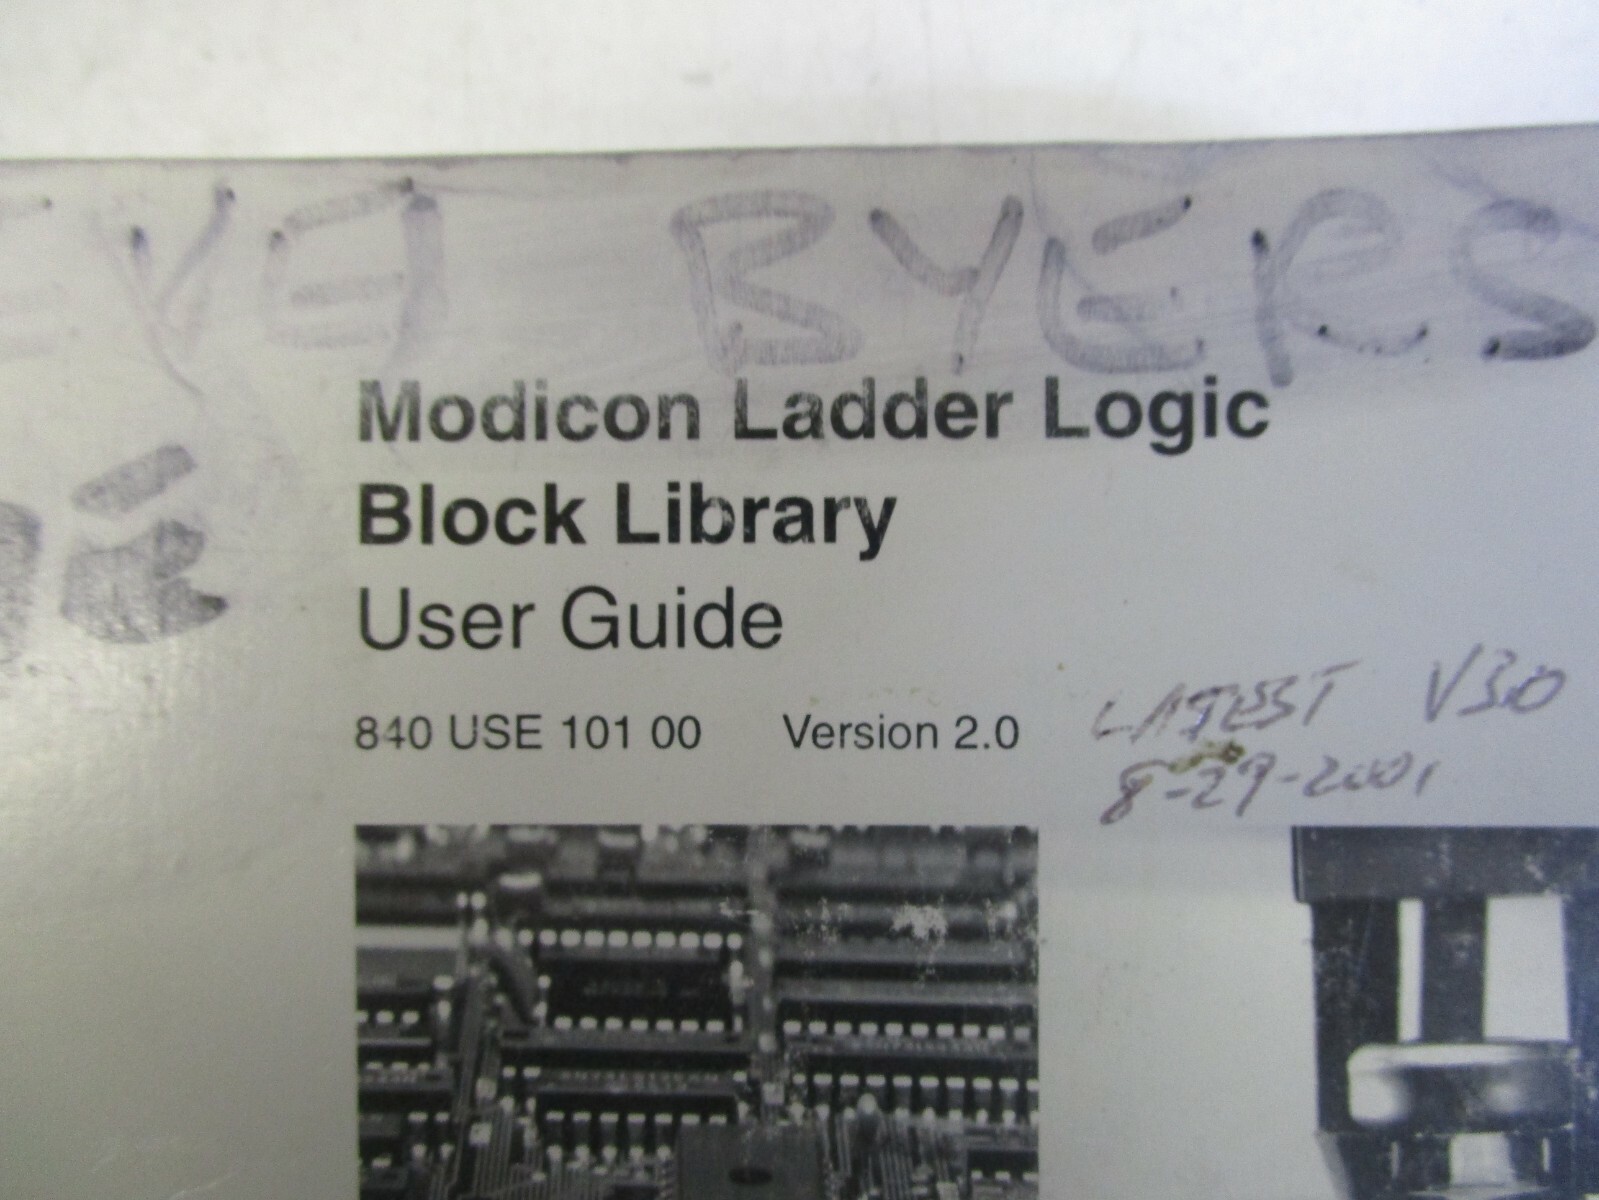 BYERS
Modicon Ladder Logic
Block Library
User Guide
840 USE 101 00 Version 2.0
LATEST V3.0
8-29-2001